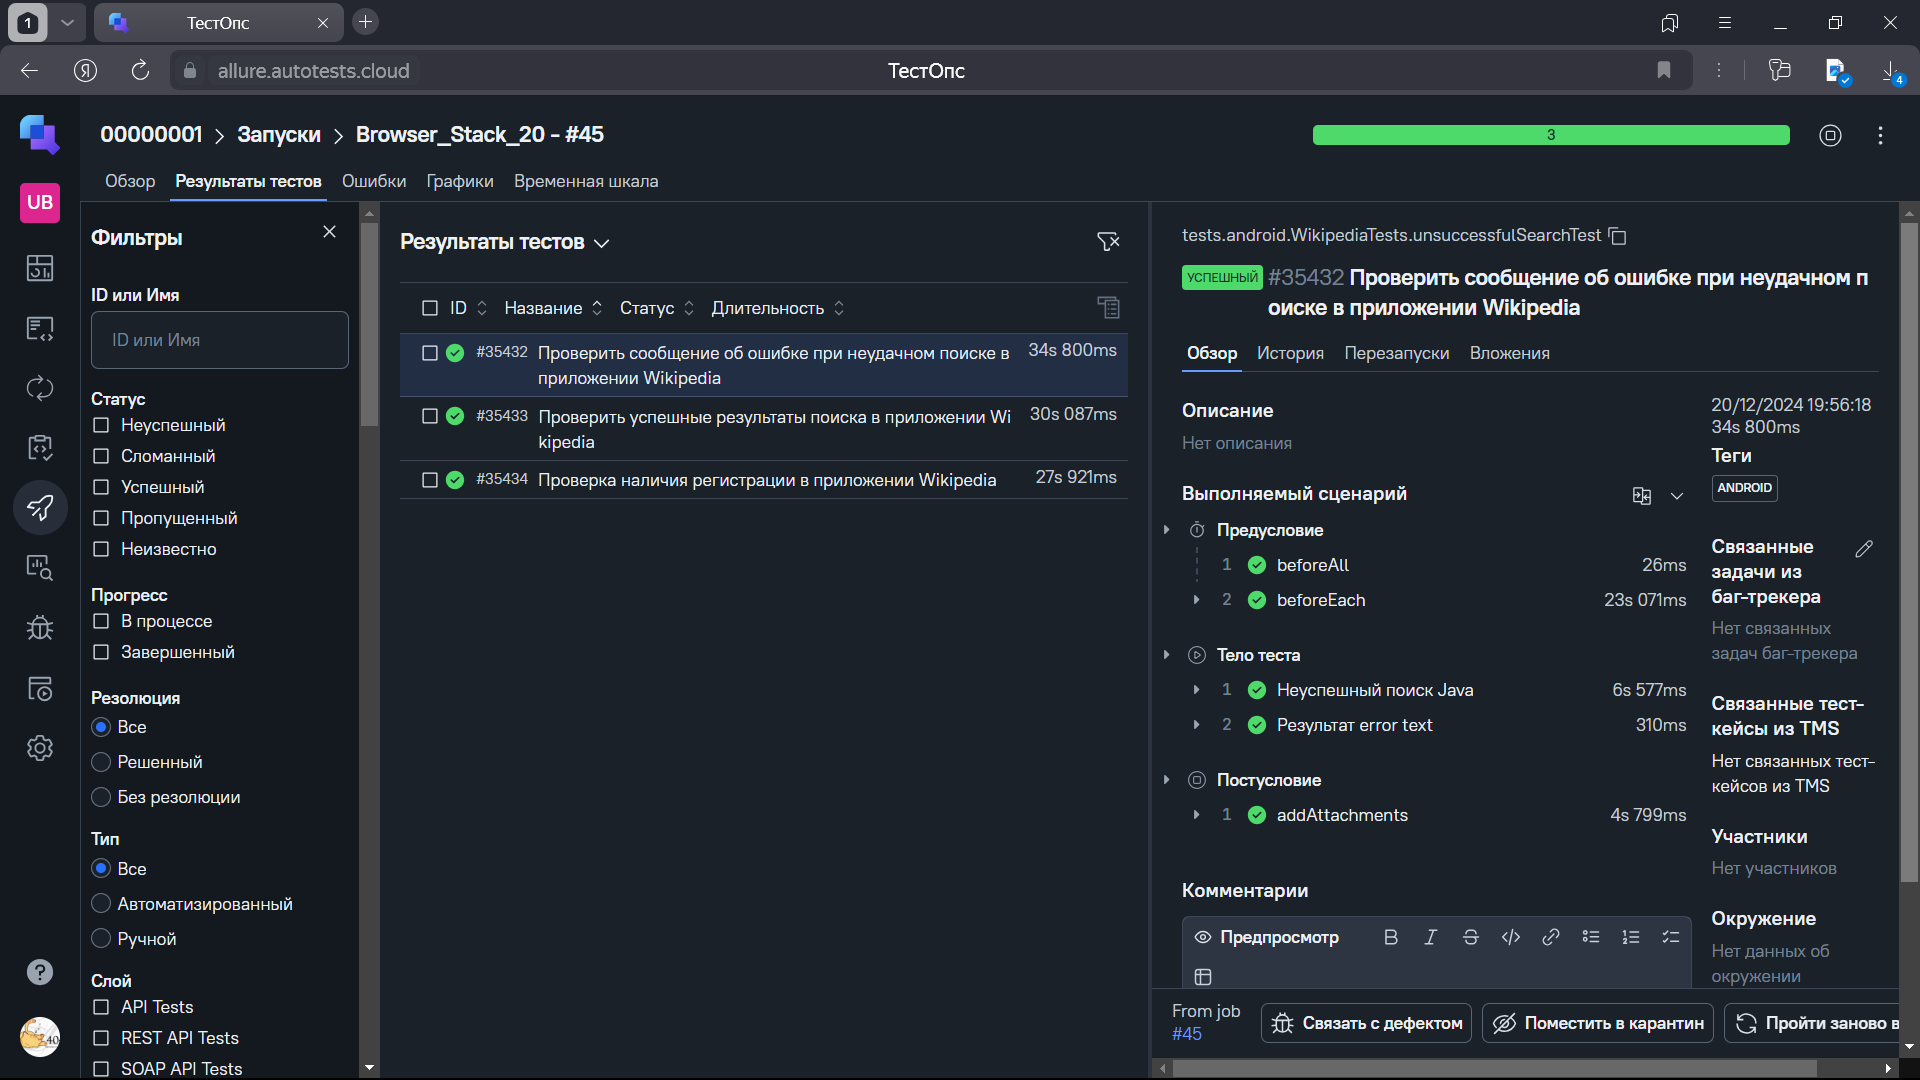 1
ТестОпс
allure.autotests.cloud
ТестОпс
4
00000001 > Запуски > Browser_Stack_20 - #45
3
Обзор
Результаты тестов
Ошибки
Графики
Временная шкала
UB
Фильтры
ID или Имя
ID или Имя
Статус
Неуспешный
Сломанный
Успешный
Пропущенный
Неизвестно
Прогресс
В процессе
Завершенный
Резолюция
Все
Решенный
Без резолюции
Тип
Все
Автоматизированный
Ручной
Слой
API Tests
REST API Tests
SOAP API Tests
Результаты тестов
ID Название Статус Длительность
#35432 Проверить сообщение об ошибке при неудачном поиске в 34s 800ms
приложении Wikipedia
#35433 Проверить успешные результаты поиска в приложении Wi 30s 087ms
kipedia
#35434 Проверка наличия регистрации в приложении Wikipedia 27s 921ms
tests.android.WikipediaTests.unsuccessfulSearchTest
УСПЕШНЫЙ #35432 Проверить сообщение об ошибке при неудачном п
оиске в приложении Wikipedia
Обзор История Перезапуски Вложения
Описание
Нет описания
Выполняемый сценарий
Предусловие
1 beforeAll 26ms
2 beforeEach 23s 071ms
Тело теста
1 Неуспешный поиск Java 6s 577ms
2 Результат error text 310ms
Постусловие
1 addAttachments 4s 799ms
Комментарии
Предпросмотр
20/12/2024 19:56:18
34s 800ms
Теги
ANDROID
Связанные
задачи из
баг-трекера
Нет связанных
задач баг-трекера
Связанные тест-
кейсы из TMS
Нет связанных тест-
кейсов из TMS
Участники
Нет участников
Окружение
Нет данных об
окружении
From job
#45
Связать с дефектом
Поместить в карантин
Пройти заново в